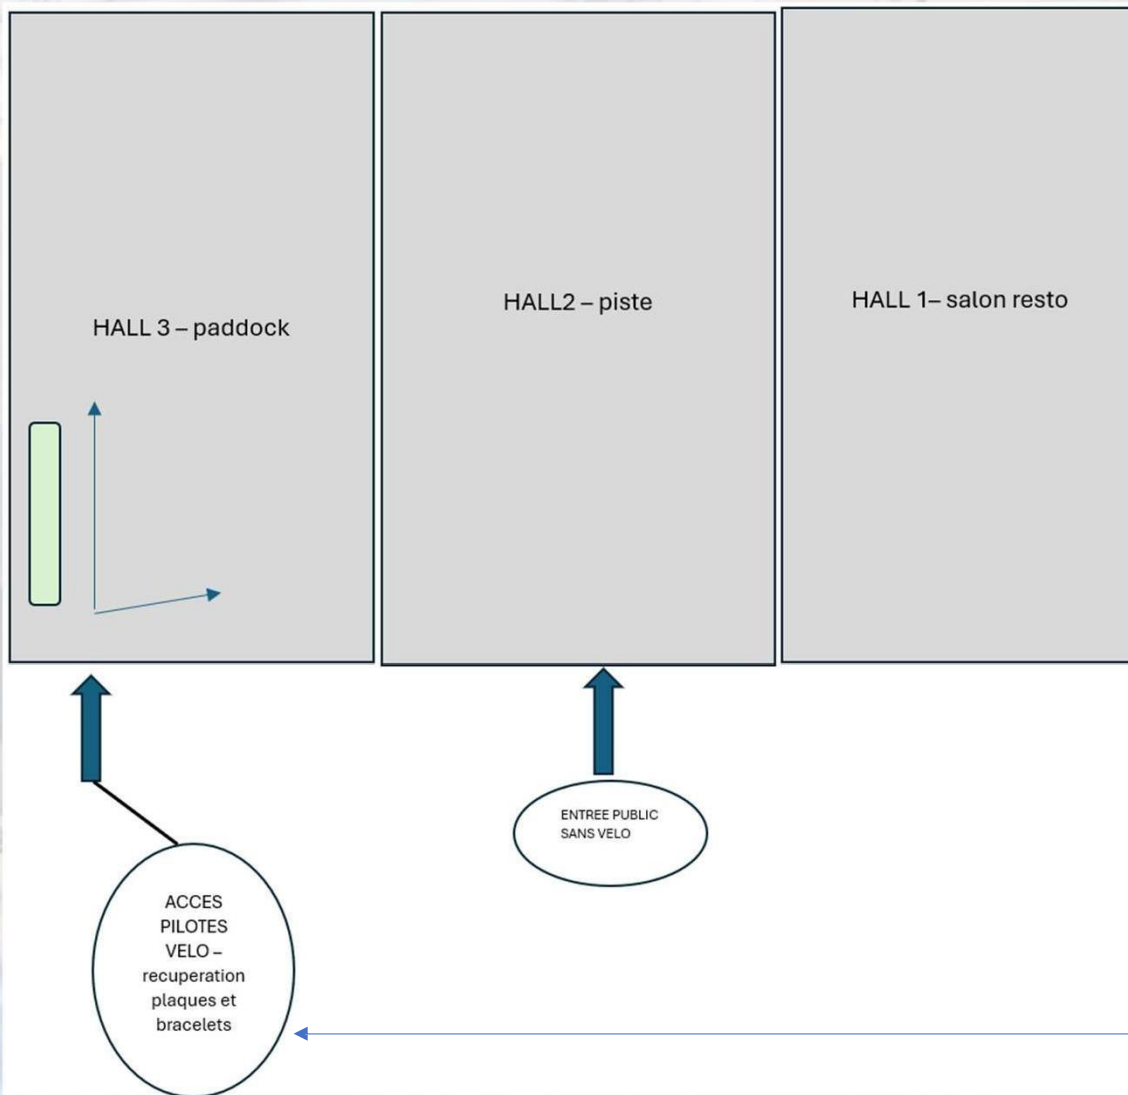 HALL 3 – paddock
HALL2 – piste
HALL 1– salon resto
ENTREE PUBLIC
SANS VELO
ACCES
PILOTES
VELO –
recuperation
plaques et
bracelets